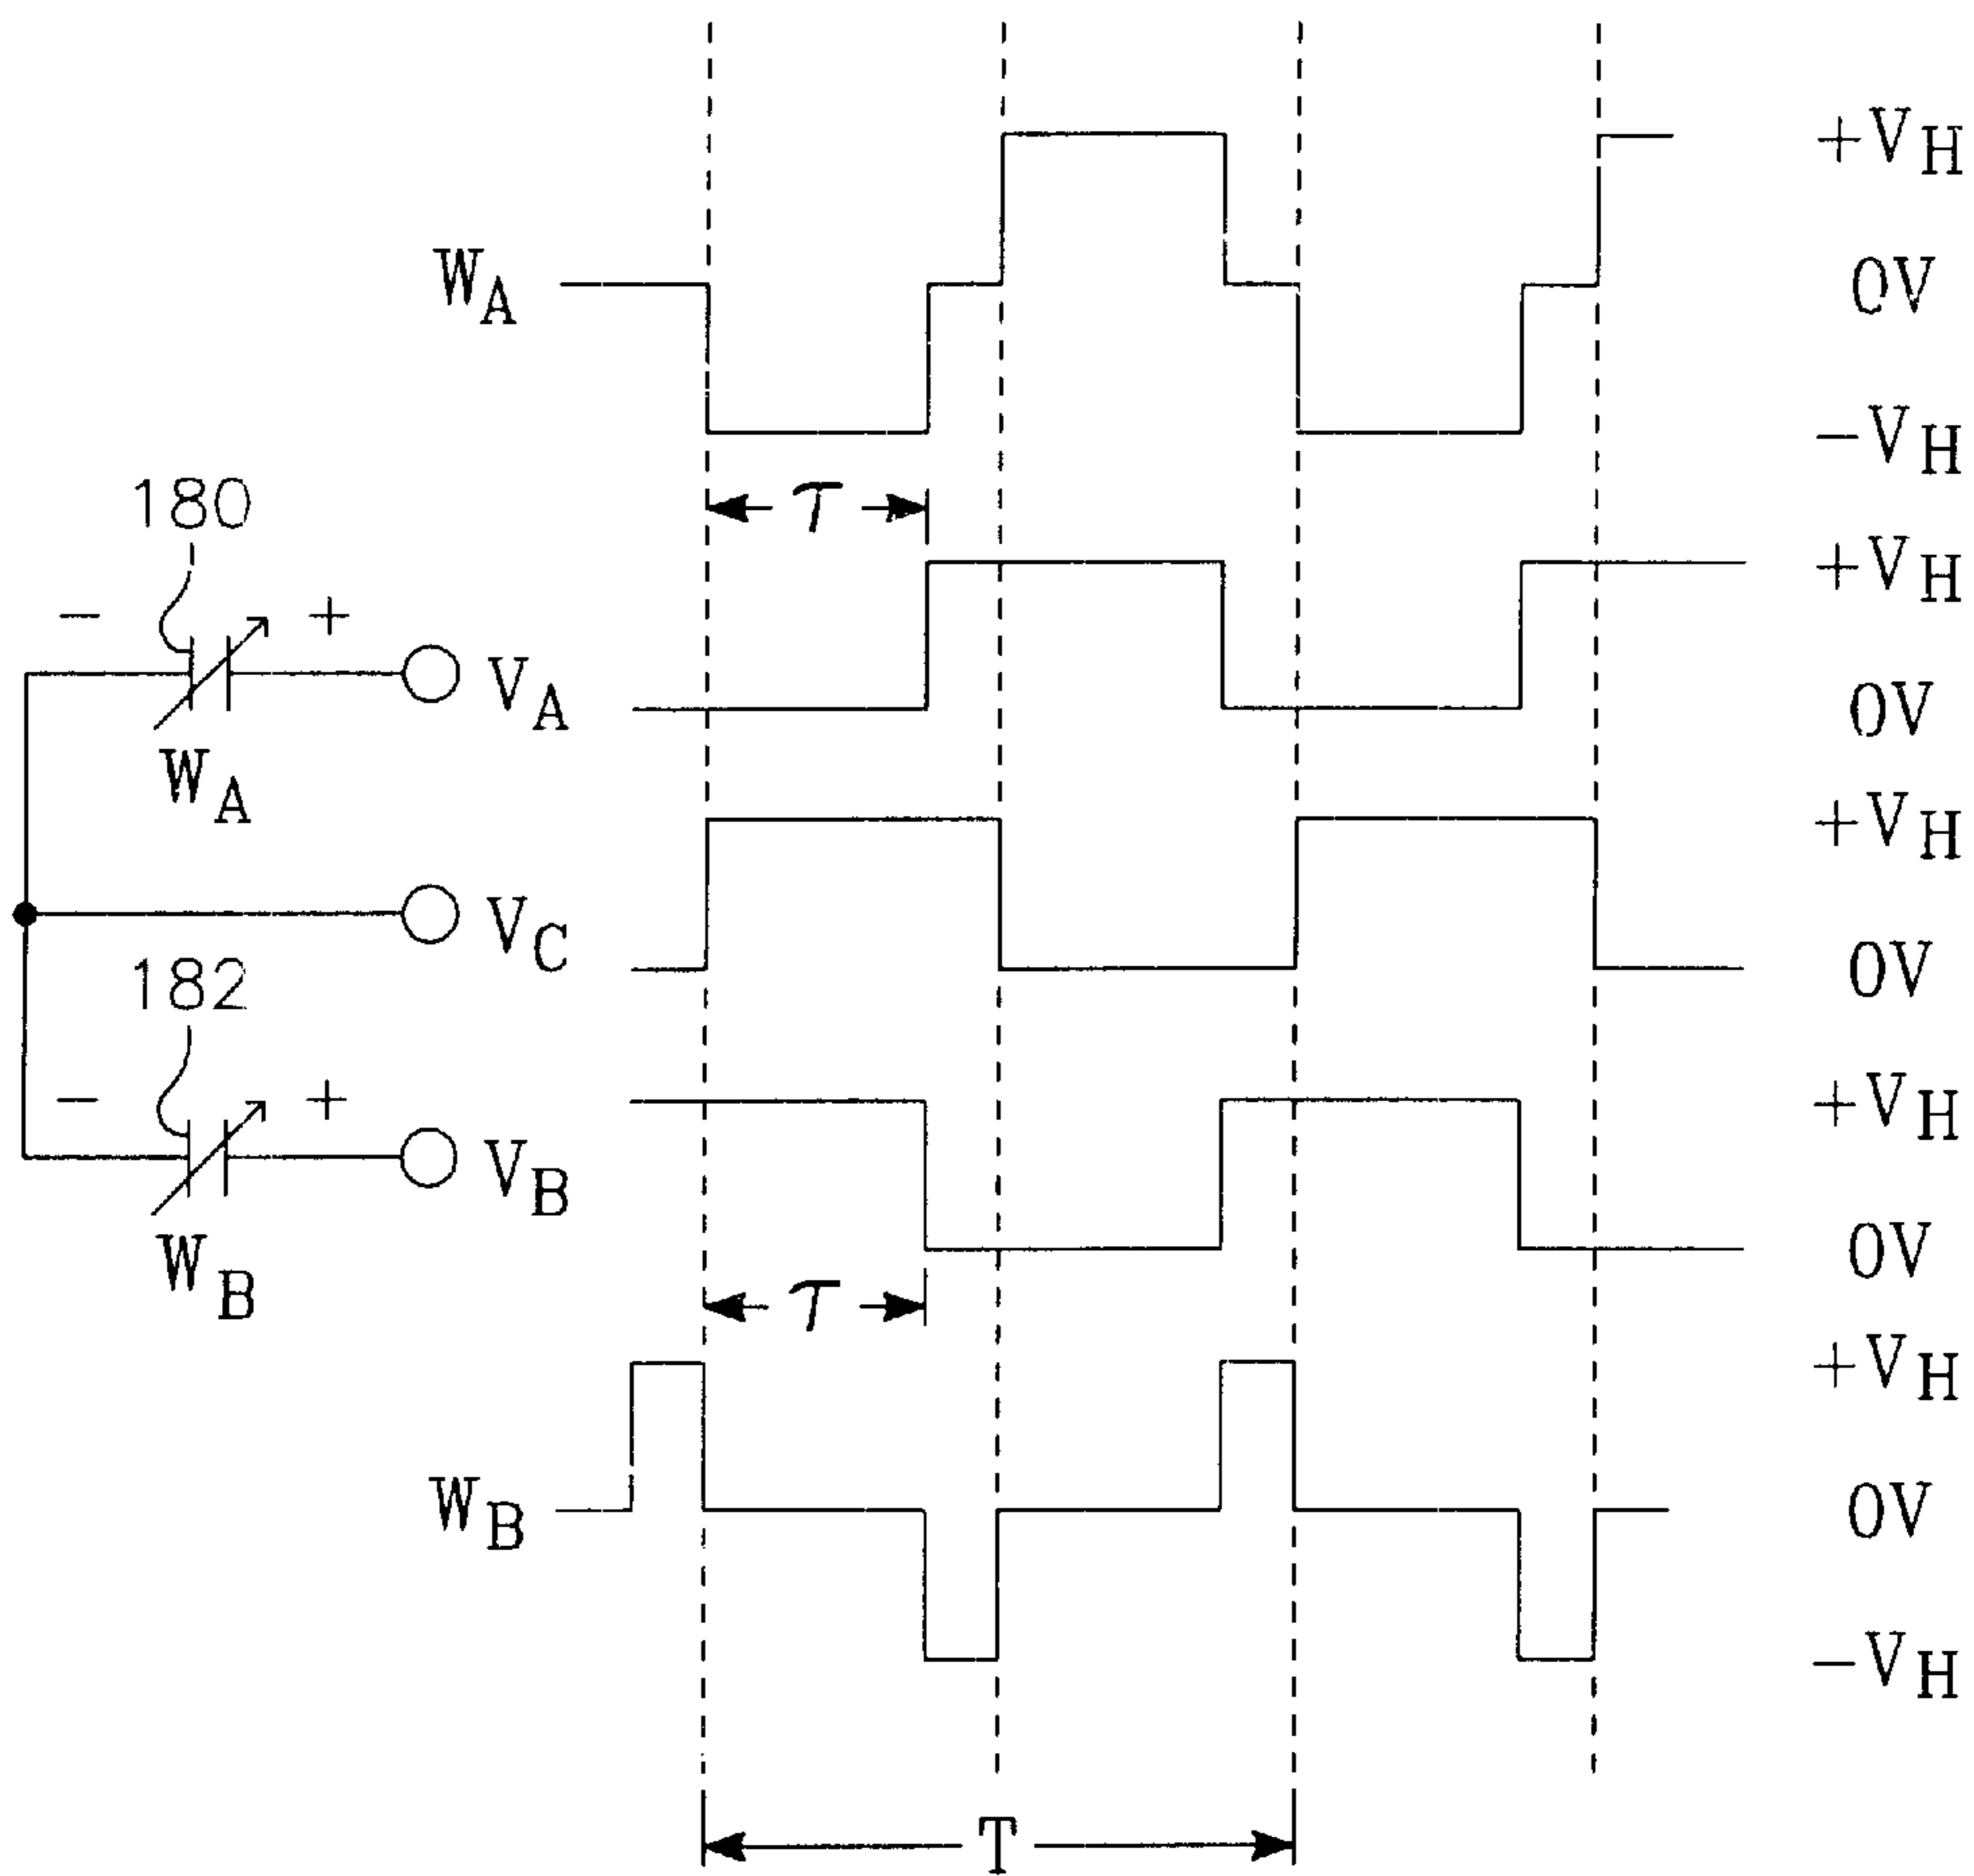 +V_H
W_A
0V
−V_H
180
τ
+V_H
− +
V_A
0V
W_A
+V_H
V_C
0V
182
+V_H
− +
V_B
0V
W_B
τ
+V_H
W_B
0V
−V_H
T